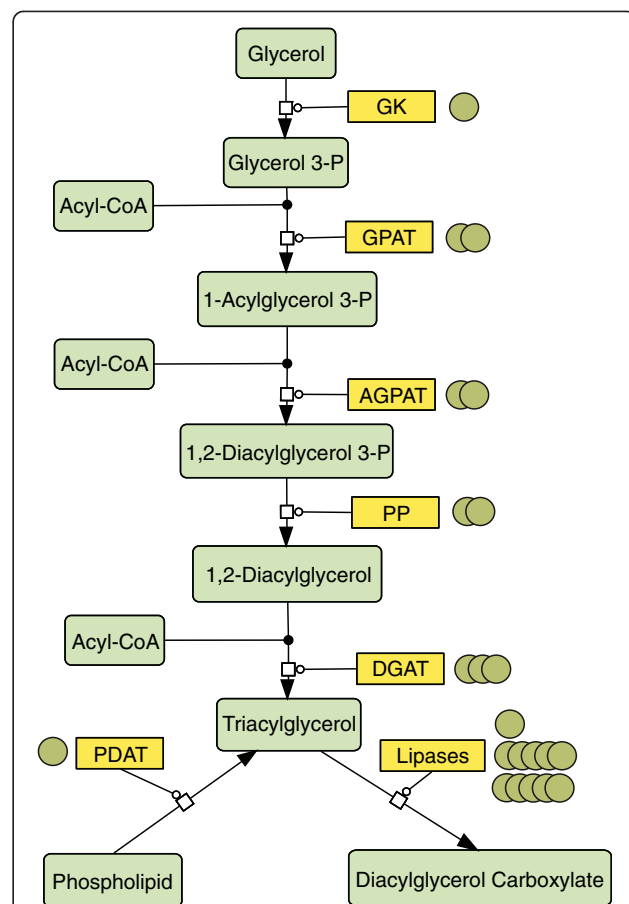 Glycerol
GK
Glycerol 3-P
Acyl-CoA
GPAT
1-Acylglycerol 3-P
Acyl-CoA
AGPAT
1,2-Diacylglycerol 3-P
PP
1,2-Diacylglycerol
Acyl-CoA
DGAT
Triacylglycerol
PDAT
Lipases
Phospholipid
Diacylglycerol Carboxylate